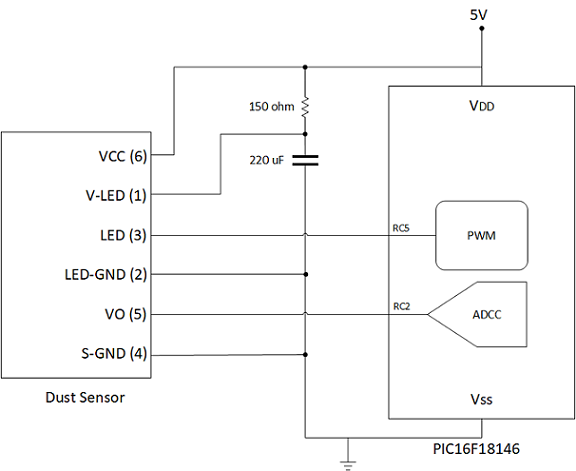 5V
150 ohm
VDD
VCC (6)
220 uF
V-LED (1)
LED (3)
RC5
PWM
LED-GND (2)
VO (5)
RC2
ADCC
S-GND (4)
Dust Sensor
Vss
PIC16F18146